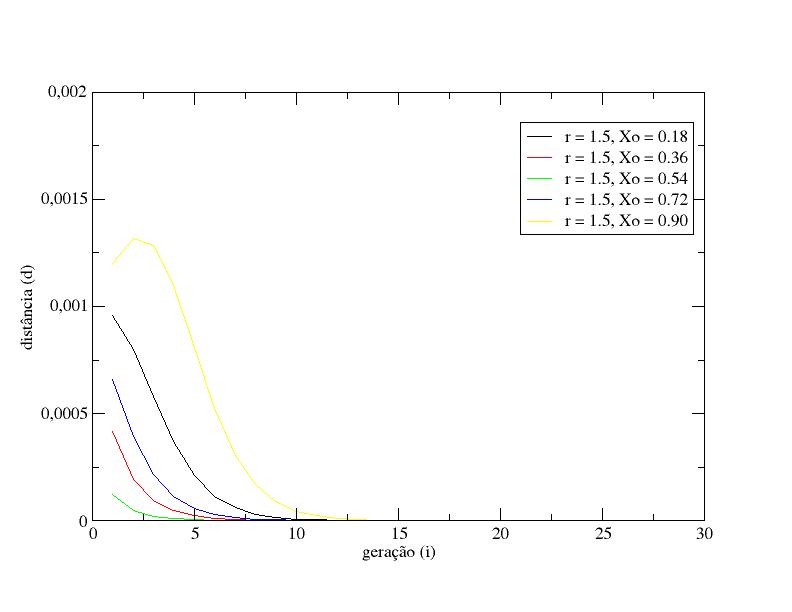 0,002
0,0015
0,001
0,0005
0
distância (d)
r = 1.5, Xo = 0.18
r = 1.5, Xo = 0.36
r = 1.5, Xo = 0.54
r = 1.5, Xo = 0.72
r = 1.5, Xo = 0.90
0 5 10 15 20 25 30
geração (i)